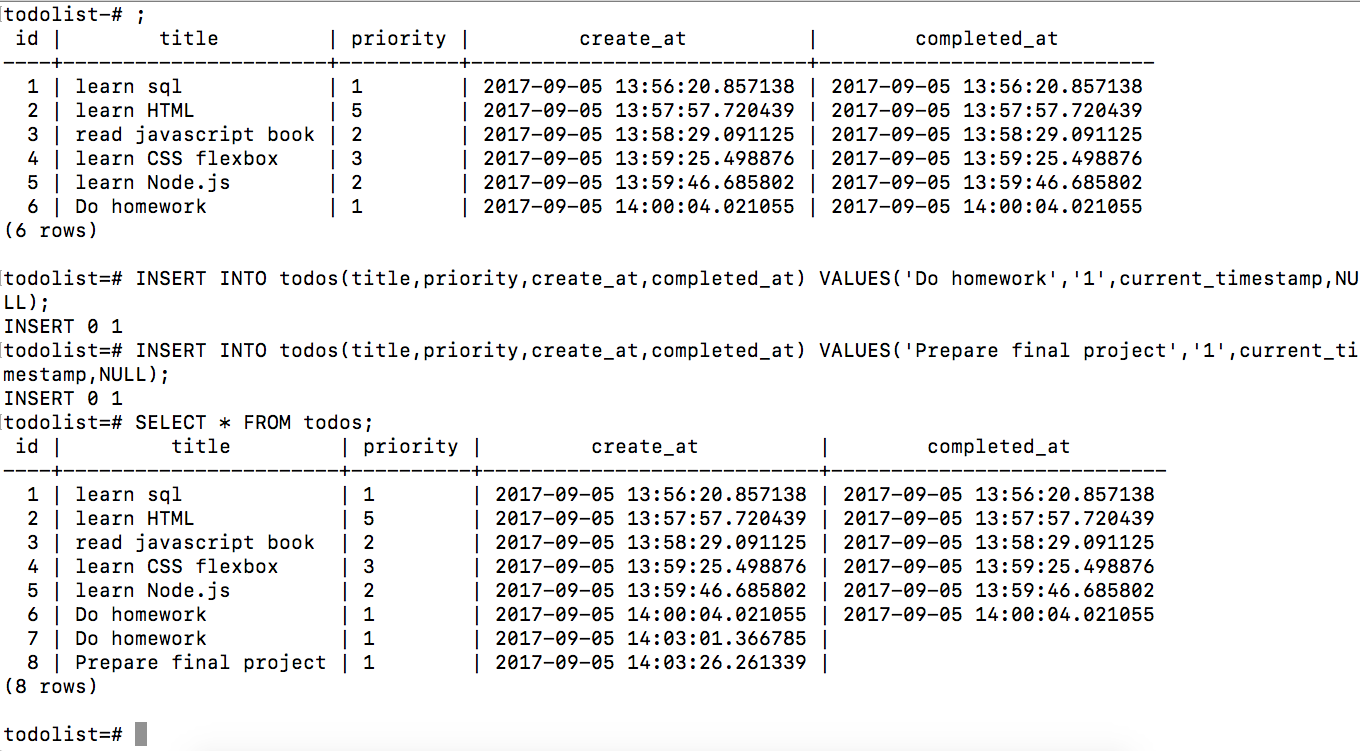 todolist-# ;
 id |        title         | priority |         create_at          |        completed_at
----+----------------------+----------+----------------------------+----------------------------
  1 | learn sql            | 1        | 2017-09-05 13:56:20.857138 | 2017-09-05 13:56:20.857138
  2 | learn HTML           | 5        | 2017-09-05 13:57:57.720439 | 2017-09-05 13:57:57.720439
  3 | read javascript book | 2        | 2017-09-05 13:58:29.091125 | 2017-09-05 13:58:29.091125
  4 | learn CSS flexbox    | 3        | 2017-09-05 13:59:25.498876 | 2017-09-05 13:59:25.498876
  5 | learn Node.js        | 2        | 2017-09-05 13:59:46.685802 | 2017-09-05 13:59:46.685802
  6 | Do homework          | 1        | 2017-09-05 14:00:04.021055 | 2017-09-05 14:00:04.021055
(6 rows)

todolist=# INSERT INTO todos(title,priority,create_at,completed_at) VALUES('Do homework','1',current_timestamp,NU
LL);
INSERT 0 1
todolist=# INSERT INTO todos(title,priority,create_at,completed_at) VALUES('Prepare final project','1',current_ti
mestamp,NULL);
INSERT 0 1
todolist=# SELECT * FROM todos;
 id |         title         | priority |         create_at          |        completed_at
----+-----------------------+----------+----------------------------+----------------------------
  1 | learn sql             | 1        | 2017-09-05 13:56:20.857138 | 2017-09-05 13:56:20.857138
  2 | learn HTML            | 5        | 2017-09-05 13:57:57.720439 | 2017-09-05 13:57:57.720439
  3 | read javascript book  | 2        | 2017-09-05 13:58:29.091125 | 2017-09-05 13:58:29.091125
  4 | learn CSS flexbox     | 3        | 2017-09-05 13:59:25.498876 | 2017-09-05 13:59:25.498876
  5 | learn Node.js         | 2        | 2017-09-05 13:59:46.685802 | 2017-09-05 13:59:46.685802
  6 | Do homework           | 1        | 2017-09-05 14:00:04.021055 | 2017-09-05 14:00:04.021055
  7 | Do homework           | 1        | 2017-09-05 14:03:01.366785 |
  8 | Prepare final project | 1        | 2017-09-05 14:03:26.261339 |
(8 rows)

todolist=#